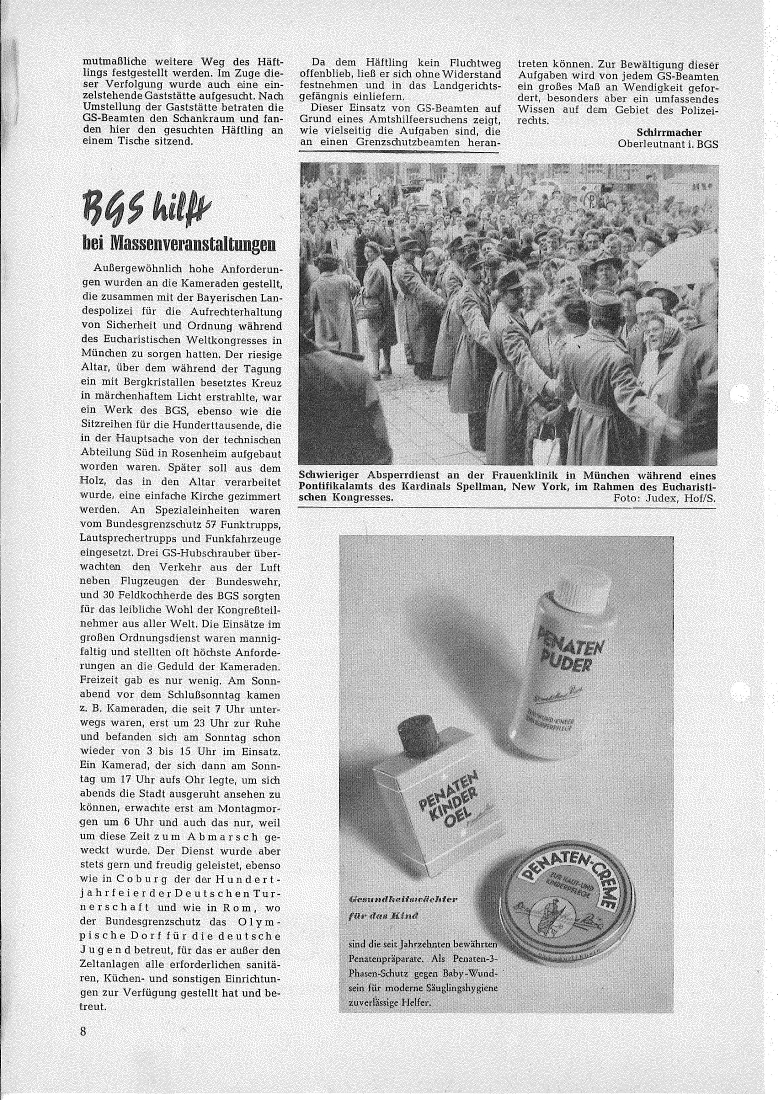 mutmaßliche weitere Weg des Häft-
lings festgestellt werden. Im Zuge die-
ser Verfolgung wurde auch eine ein-
zelstehende Gaststätte aufgesucht. Nach
Umstellung der Gaststätte betraten die
GS-Beamten den Schankraum und fan-
den hier den gesuchten Häftling an
einem Tische sitzend.
Da dem Häftling kein Fluchtweg
offenblieb, ließ er sich ohne Widerstand
festnehmen und in das Landgerichts-
gefängnis einliefern.
Dieser Einsatz von GS-Beamten auf
Grund eines Amtshilfeersuchens zeigt,
wie vielseitig die Aufgaben sind, die
an einen Grenzschutzbeamten heran-
treten können. Zur Bewältigung dieser
Aufgaben wird von jedem GS-Beamten
ein großes Maß an Wendigkeit gefor-
dert, besonders aber ein umfassendes
Wissen auf dem Gebiet des Polizei-
rechts.
Schirrmacher
Oberleutnant i. BGS
BGS hilft
bei Massenveranstaltungen
Außergewöhnlich hohe Anforderun-
gen wurden an die Kameraden gestellt,
die zusammen mit der Bayerischen Lan-
despolizei für die Aufrechterhaltung
von Sicherheit und Ordnung während
des Eucharistischen Weltkongresses in
München zu sorgen hatten. Der riesige
Altar, über dem während der Tagung
ein mit Bergkristallen besetztes Kreuz
in märchenhaftem Licht erstrahlte, war
ein Werk des BGS, ebenso wie die
Sitzreihen für die Hunderttausende, die
in der Hauptsache von der technischen
Abteilung Süd in Rosenheim aufgebaut
worden waren. Später soll aus dem
Holz, das in den Altar verarbeitet
wurde, eine einfache Kirche gezimmert
werden. An Spezialeinheiten waren
vom Bundesgrenzschutz 57 Funktrupps,
Lautsprechertrupps und Funkfahrzeuge
eingesetzt. Drei GS-Hubschrauber über-
wachten den Verkehr aus der Luft
neben Flugzeugen der Bundeswehr,
und 30 Feldkochherde des BGS sorgten
für das leibliche Wohl der Kongreßteil-
nehmer aus aller Welt. Die Einsätze im
großen Ordnungsdienst waren mannig-
faltig und stellten oft höchste Anforde-
rungen an die Geduld der Kameraden.
Freizeit gab es nur wenig. Am Sonn-
abend vor dem Schlußsonntag kamen
z. B. Kameraden, die seit 7 Uhr unter-
wegs waren, erst um 23 Uhr zur Ruhe
und befanden sich am Sonntag schon
wieder von 3 bis 15 Uhr im Einsatz.
Ein Kamerad, der sich dann am Sonn-
tag um 17 Uhr aufs Ohr legte, um sich
abends die Stadt ausgeruht ansehen zu
können, erwachte erst am Montagmor-
gen um 6 Uhr und auch das nur, weil
um diese Zeit zum Abmarsch ge-
weckt wurde. Der Dienst wurde aber
stets gern und freudig geleistet, ebenso
wie in Coburg der der Hundert-
jahrfeier der Deutschen Tur-
nerschaft und wie in Rom, wo
der Bundesgrenzschutz das Olym-
pische Dorf für die deutsche
Jugend betreut, für das er außer den
Zeltanlagen alle erforderlichen sanitä-
ren, Küchen- und sonstigen Einrichtun-
gen zur Verfügung gestellt hat und be-
treut.
Schwieriger Absperrdienst an der Frauenklinik in München während eines
Pontifikalamts des Kardinals Spellman, New York, im Rahmen des Eucharisti-
schen Kongresses. Foto: Judex, Hof/S.
PENATEN
PUDER
PENATEN
KINDER
OEL
PENATEN-CREME
FÜR HAUT- UND
KINDERPFLEGE
Gesundheitswächter
für das Kind
sind die seit Jahrzehnten bewährten
Penatenpräparate. Als Penaten-3-
Phasen-Schutz gegen Baby-Wund-
sein für moderne Säuglingshygiene
zuverlässige Helfer.
8